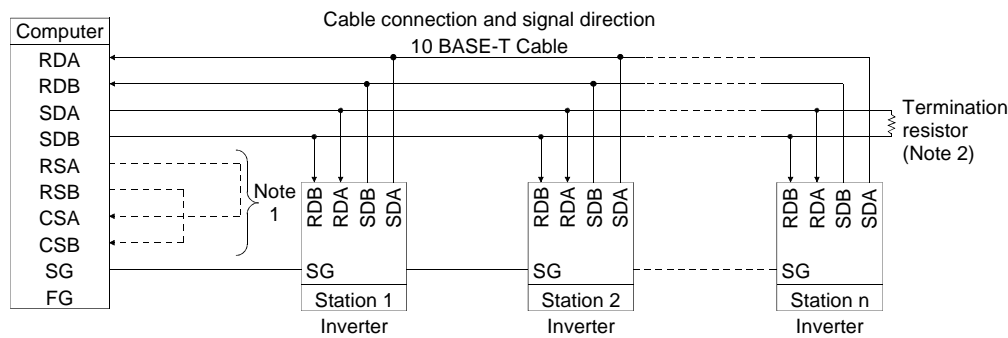 Cable connection and signal direction
10 BASE-T Cable
Computer
RDA
RDB
SDA
SDB
RSA
RSB
CSA
CSB
SG
FG
Note
1
Termination
resistor
(Note 2)
RDB
RDA
SDB
SDA
SG
Station 1
Inverter
RDB
RDA
SDB
SDA
SG
Station 2
Inverter
RDB
RDA
SDB
SDA
SG
Station n
Inverter